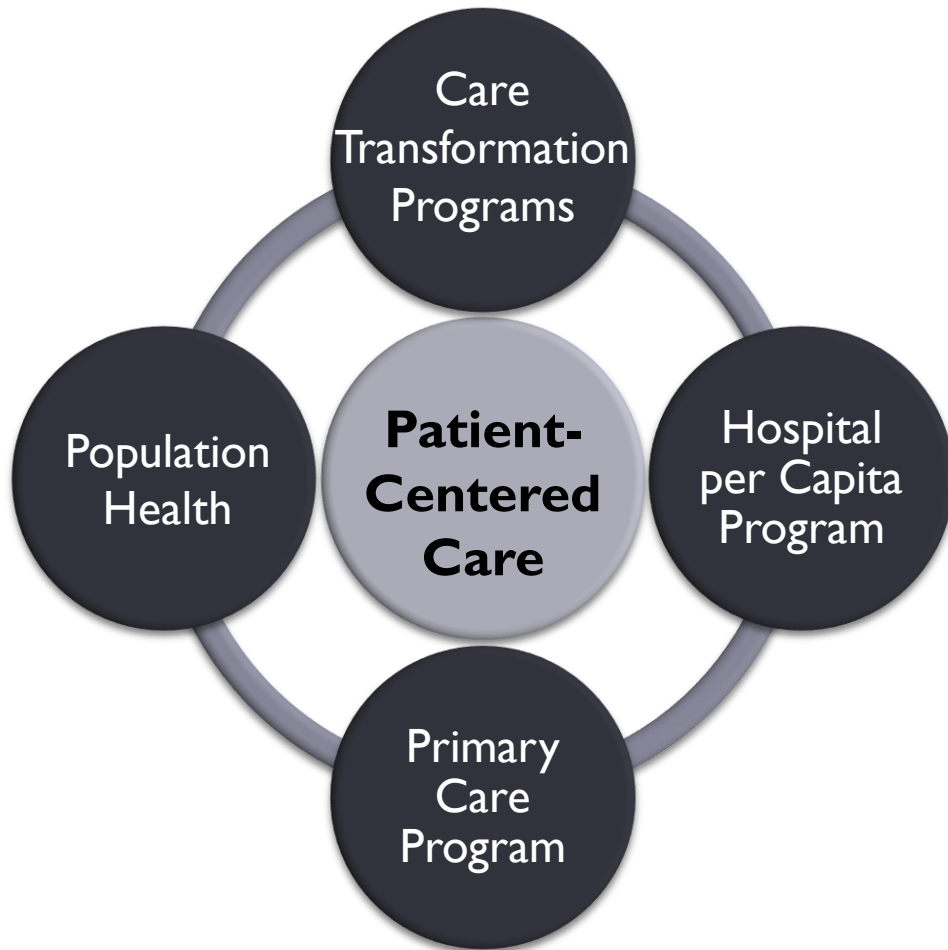 Care
Transformation
Programs
Population
Health
Patient-
Centered
Care
Hospital
per Capita
Program
Primary
Care
Program